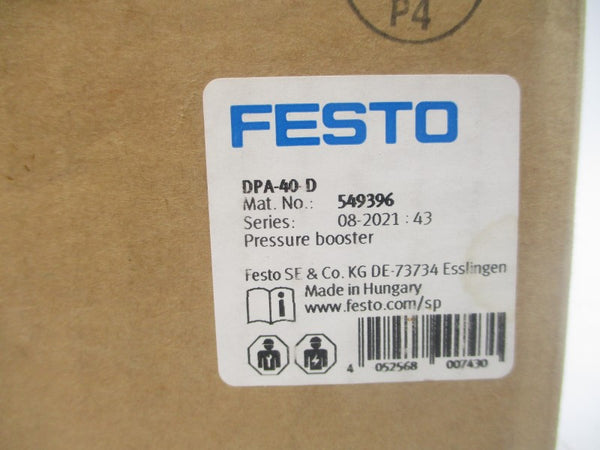 P4
FESTO
DPA-40-D
Mat. No.: 549396
Series: 08-2021 : 43
Pressure booster
Festo SE & Co. KG DE-73734 Esslingen
Made in Hungary
www.festo.com/sp
4 052568 007430